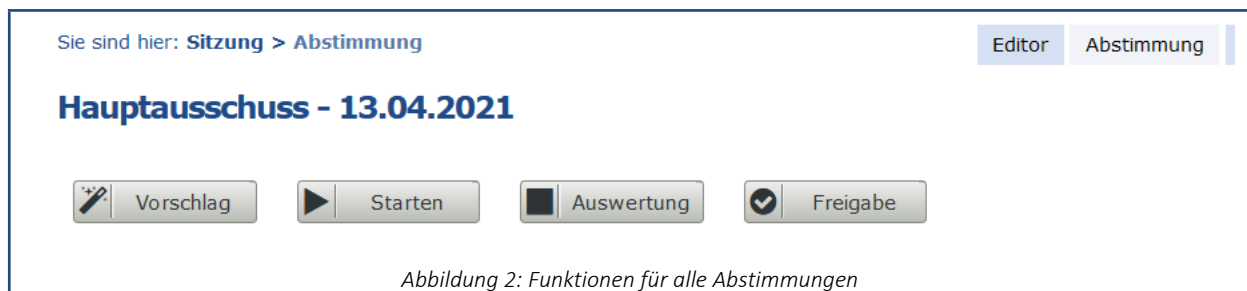 Sie sind hier: Sitzung > Abstimmung
Editor Abstimmung
Hauptausschuss - 13.04.2021
Vorschlag Starten Auswertung Freigabe
Abbildung 2: Funktionen für alle Abstimmungen